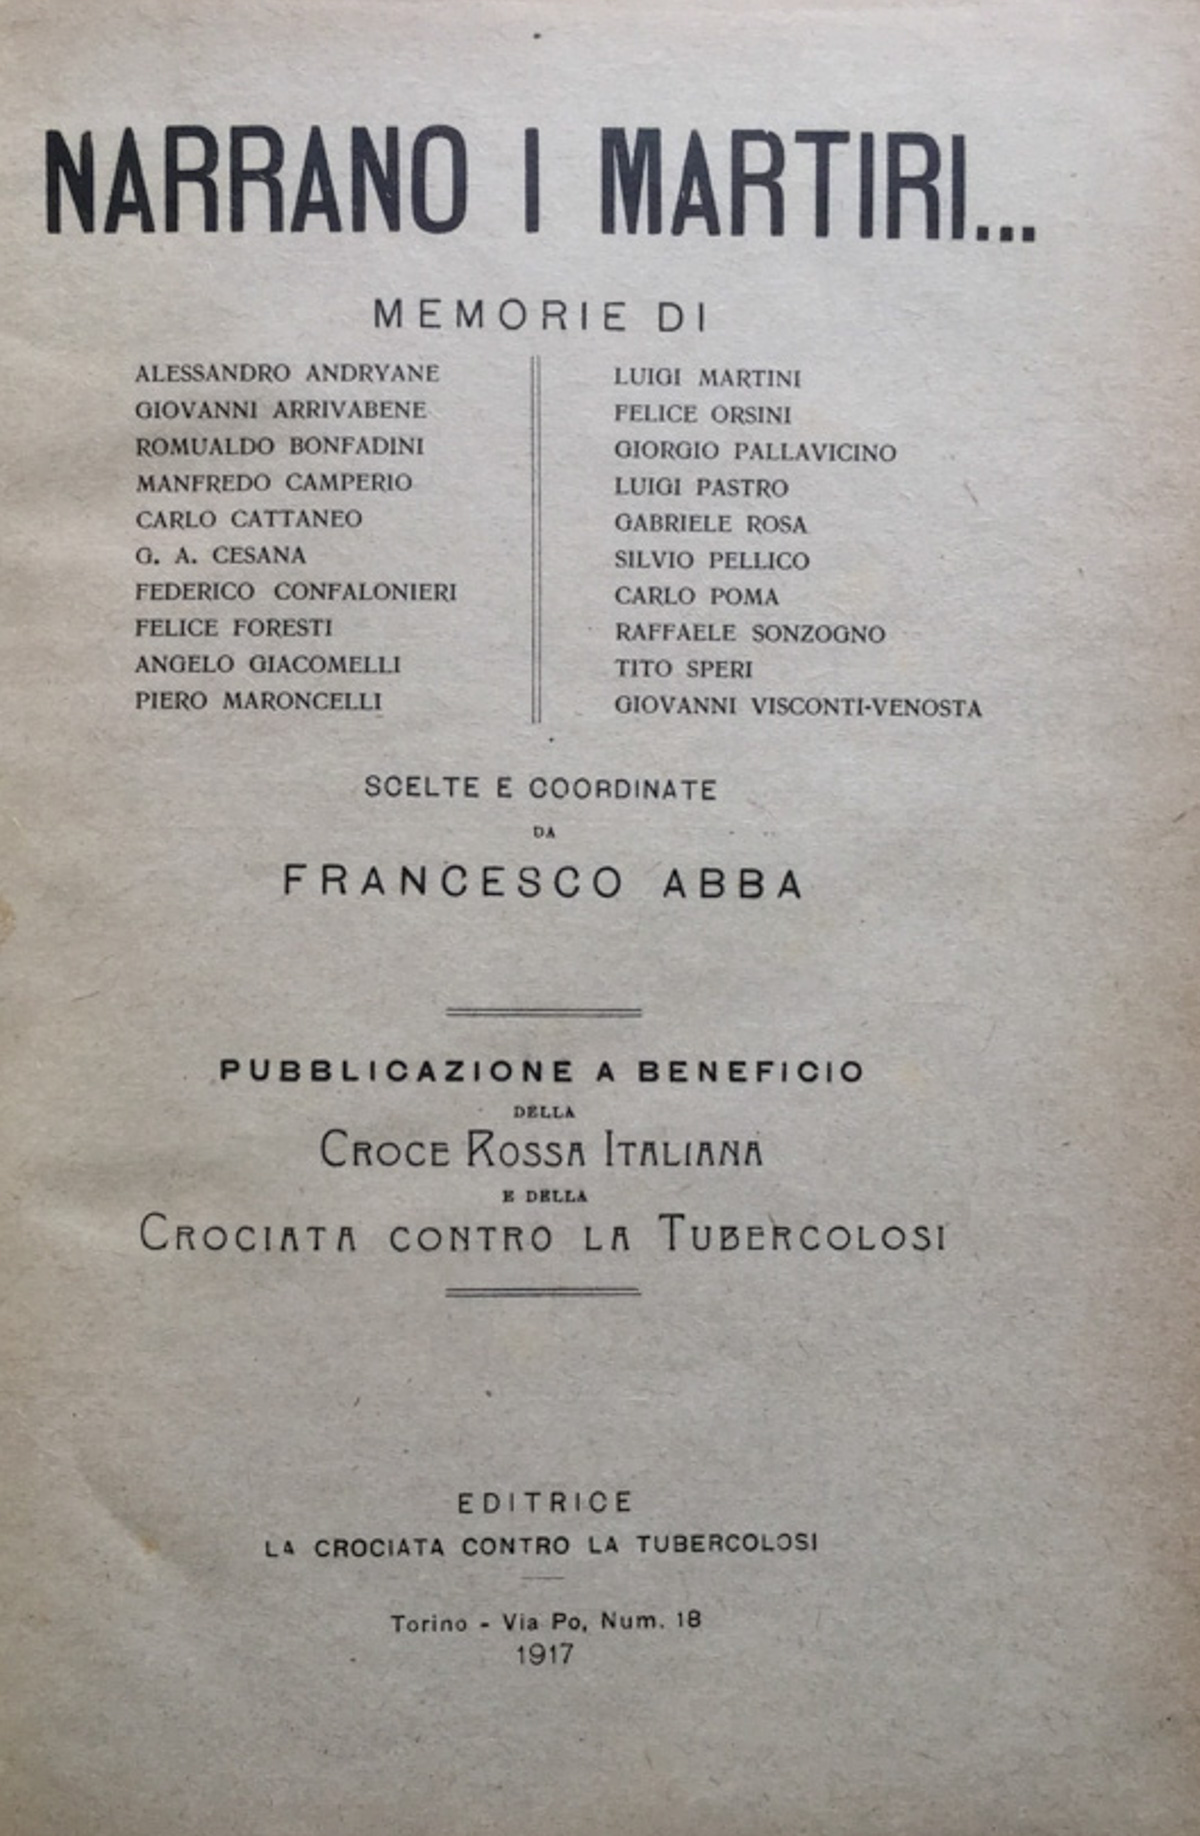 NARRANO I MARTIRI...
MEMORIE DI
ALESSANDRO ANDRYANE
GIOVANNI ARRIVABENE
ROMUALDO BONFADINI
MANFREDO CAMPERIO
CARLO CATTANEO
G. A. CESANA
FEDERICO CONFALONIERI
FELICE FORESTI
ANGELO GIACOMELLI
PIERO MARONCELLI
LUIGI MARTINI
FELICE ORSINI
GIORGIO PALLAVICINO
LUIGI PASTRO
GABRIELE ROSA
SILVIO PELLICO
CARLO POMA
RAFFAELE SONZOGNO
TITO SPERI
GIOVANNI VISCONTI-VENOSTA
SCELTE E COORDINATE
DA
FRANCESCO ABBA
PUBBLICAZIONE A BENEFICIO
DELLA
CROCE ROSSA ITALIANA
E DELLA
CROCIATA CONTRO LA TUBERCOLOSI
EDITRICE
LA CROCIATA CONTRO LA TUBERCOLOSI
Torino - Via Po, Num. 18
1917